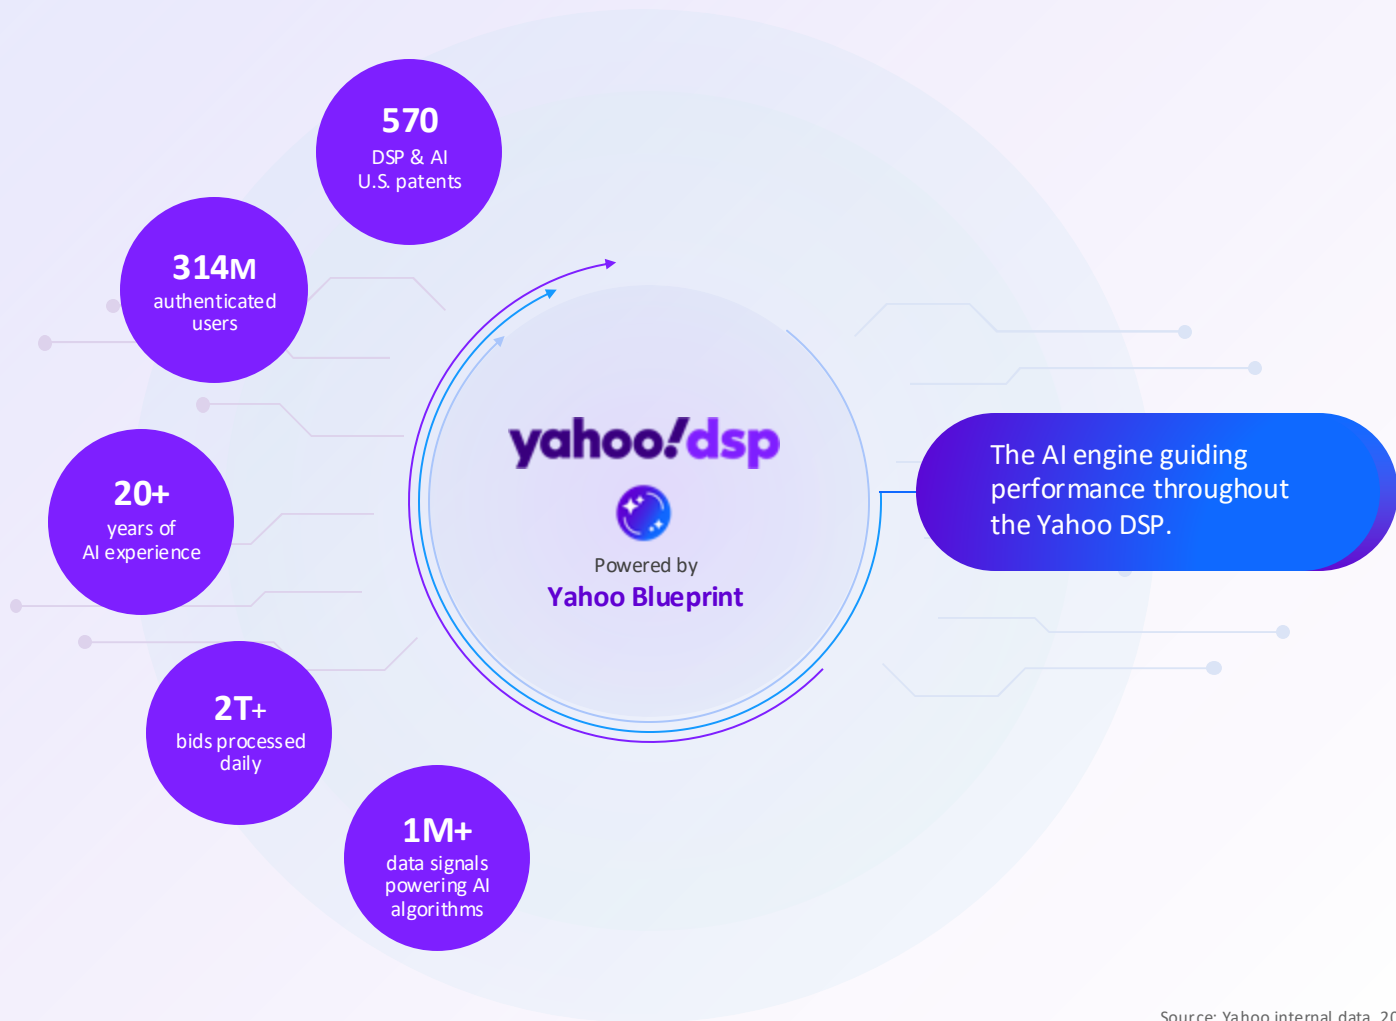 570
DSP & AI
U.S. patents
314M
authenticated
users
20+
years of
AI experience
2T+
bids processed
daily
1M+
data signals
powering AI
algorithms
yahoo!dsp
Powered by
Yahoo Blueprint
The AI engine guiding
performance throughout
the Yahoo DSP.
Source: Yahoo internal data, 20